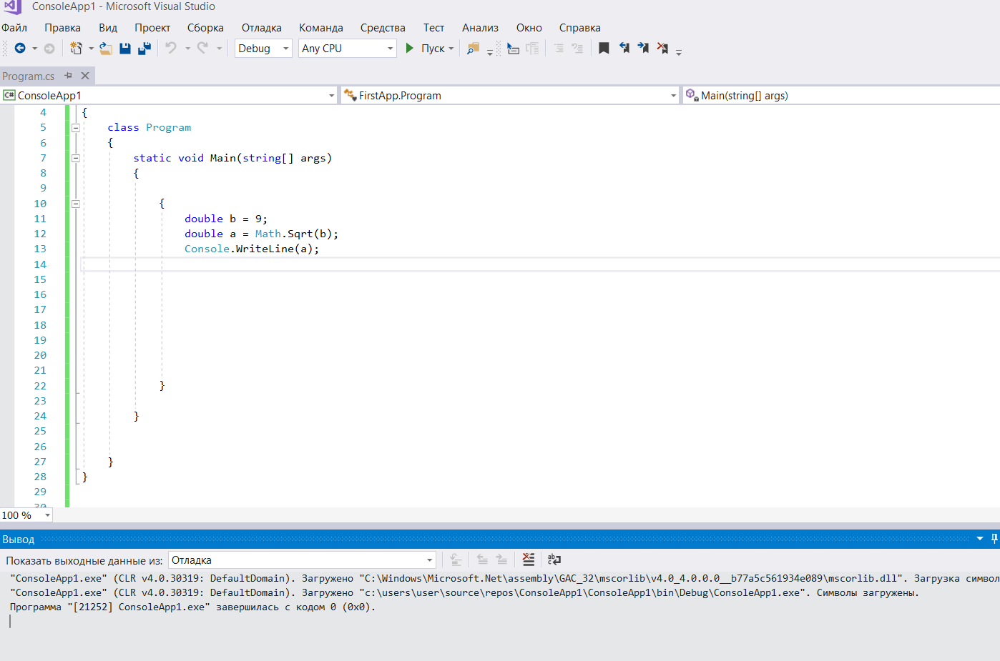 ConsoleApp1 - Microsoft Visual Studio
Файл Правка Вид Проект Сборка Отладка Команда Средства Тест Анализ Окно Справка
Debug Any CPU Пуск
Program.cs
C# ConsoleApp1 FirstApp.Program Main(string[] args)
4 {
5 class Program
6 {
7 static void Main(string[] args)
8 {
9
10 {
11 double b = 9;
12 double a = Math.Sqrt(b);
13 Console.WriteLine(a);
14
15
16
17
18
19
20
21
22 }
23
24 }
25
26
27 }
28 }
29
30
100 %
Вывод
Показать выходные данные из: Отладка
"ConsoleApp1.exe" (CLR v4.0.30319: DefaultDomain). Загружено "C:\Windows\Microsoft.Net\assembly\GAC_32\mscorlib\v4.0_4.0.0.0__b77a5c561934e089\mscorlib.dll". Загрузка символ
"ConsoleApp1.exe" (CLR v4.0.30319: DefaultDomain). Загружено "c:\users\user\source\repos\ConsoleApp1\ConsoleApp1\bin\Debug\ConsoleApp1.exe". Символы загружены.
Программа "[21252] ConsoleApp1.exe" завершилась с кодом 0 (0x0).